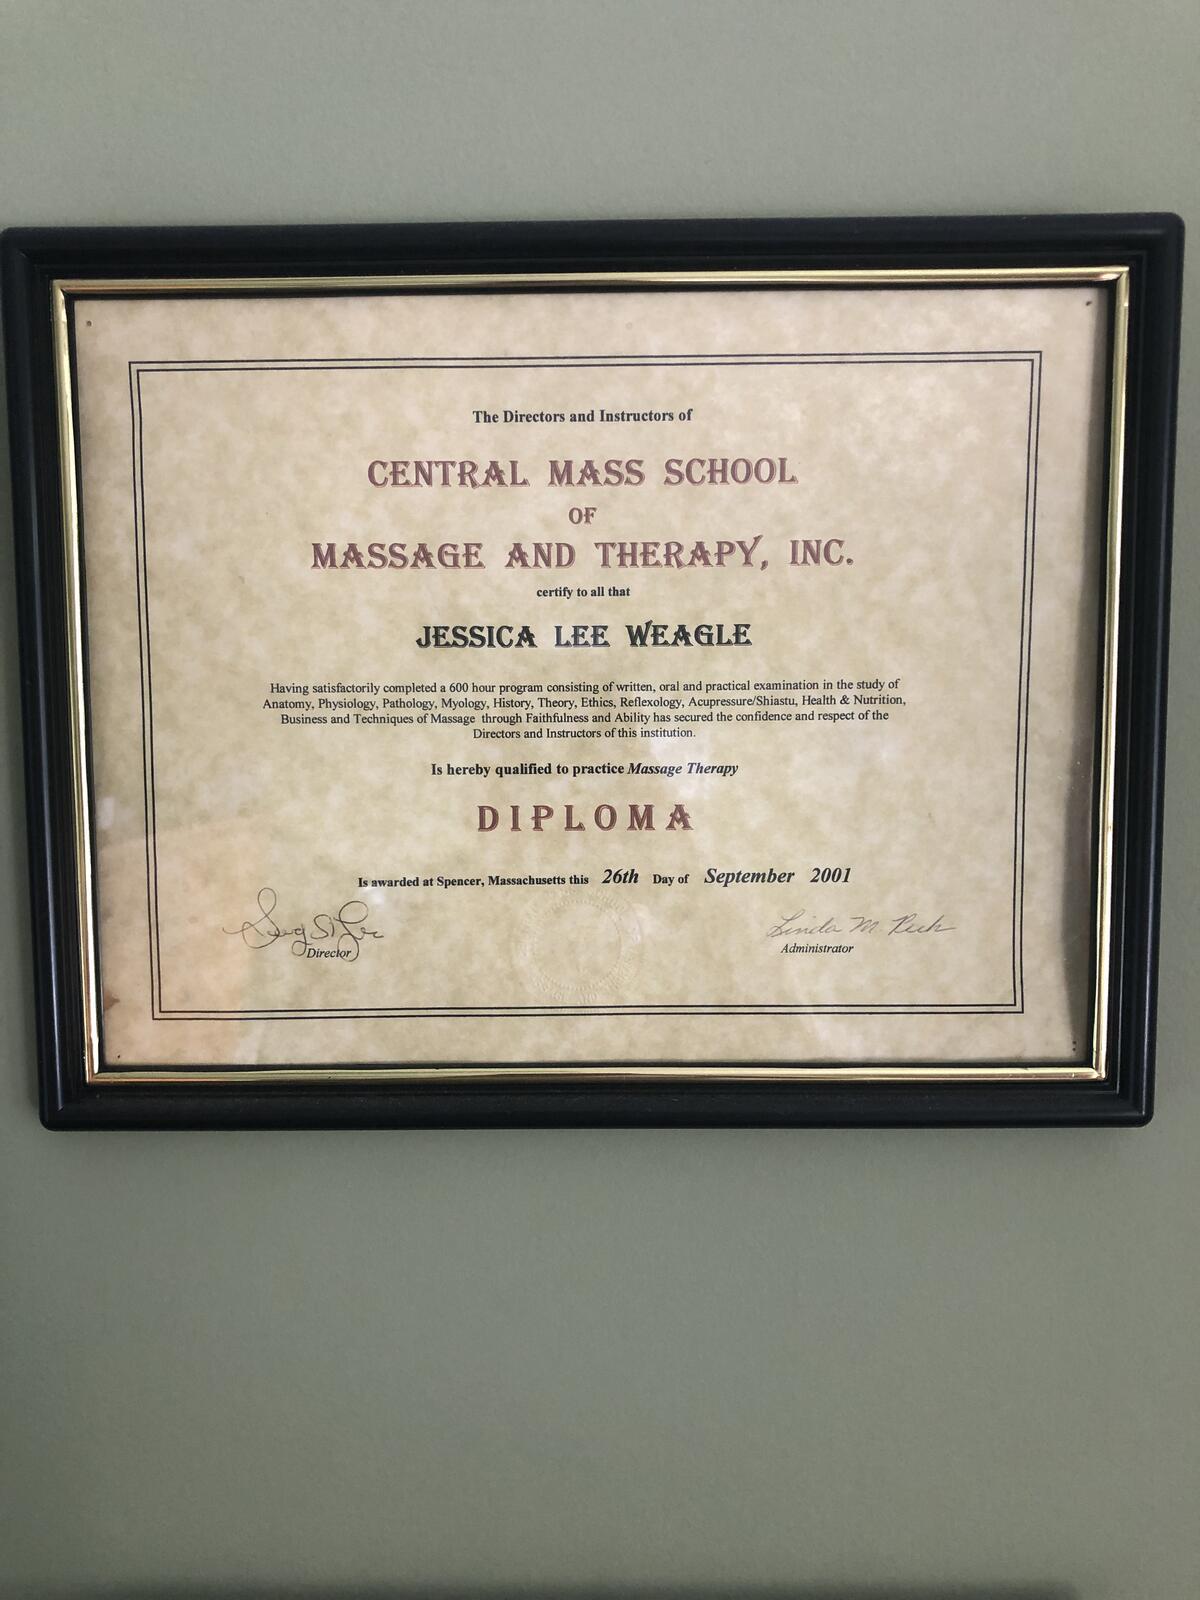 The Directors and Instructors of
CENTRAL MASS SCHOOL
OF
MASSAGE AND THERAPY, INC.
certify to all that
JESSICA LEE WEAGLE
Having satisfactorily completed a 600 hour program consisting of written, oral and practical examination in the study of
Anatomy, Physiology, Pathology, Myology, History, Theory, Ethics, Reflexology, Acupressure/Shiastu, Health & Nutrition,
Business and Techniques of Massage through Faithfulness and Ability has secured the confidence and respect of the
Directors and Instructors of this institution.
Is hereby qualified to practice Massage Therapy
DIPLOMA
Is awarded at Spencer, Massachusetts this 26th Day of September 2001
Linda M.
Director
Administrator